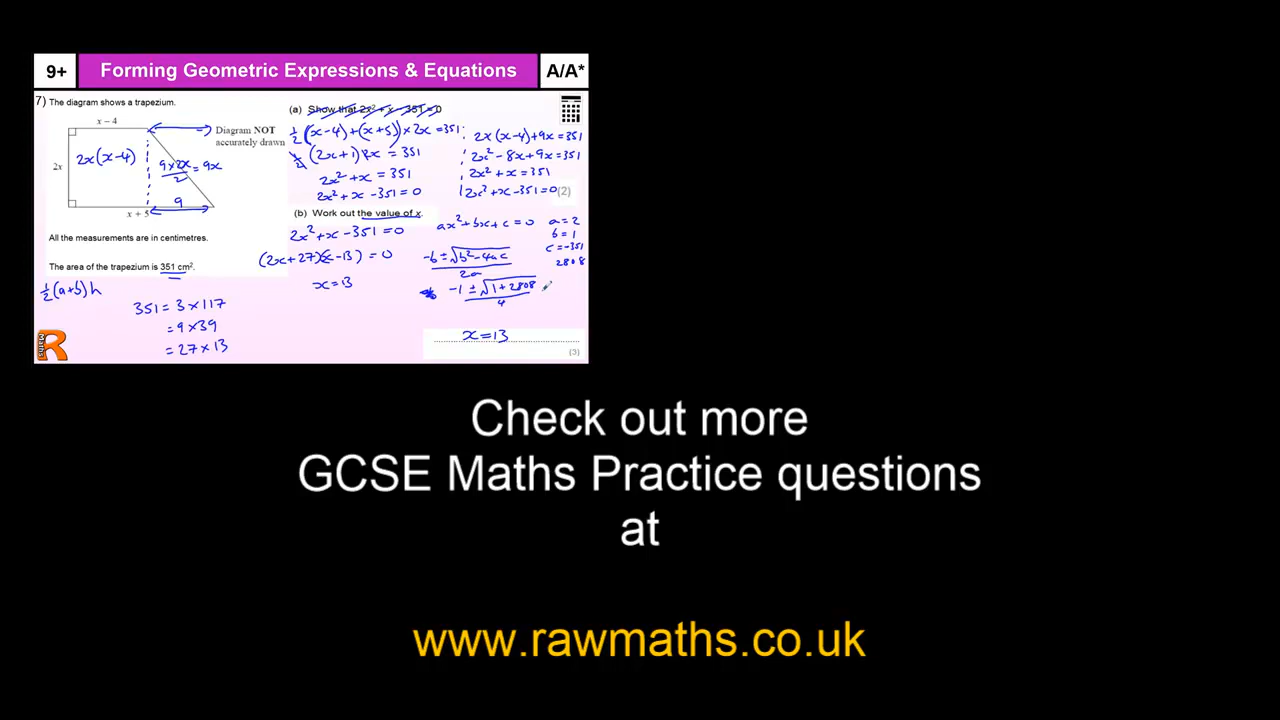 9+
Forming Geometric Expressions & Equations
A/A*
7) The diagram shows a trapezium.
x − 4
Diagram NOT
accurately drawn
2x
2x(x-4)
9×2x/2 = 9x
9
x + 5
All the measurements are in centimetres.
The area of the trapezium is 351 cm².
½(a+b)h
351 = 3 × 117
= 9 × 39
= 27 × 13
(a) Show that 2x² + x − 351 = 0
½((x-4)+(x+5))×2x=351
½(2x+1)2x = 351
2x² + x = 351
2x² + x - 351 = 0
2x(x-4)+9x=351
2x²-8x+9x=351
2x²+x=351
2x²+x-351=0
(2)
(b) Work out the value of x.
2x²+x-351=0
(2x+27)(x-13)=0
x=13
ax²+bx+c=0
a=2
b=1
c=-351
2808
-b±√b²-4ac
2a
-1 ± √1+2808
4
x=13
(3)
SUPER
R
Check out more
GCSE Maths Practice questions
at
www.rawmaths.co.uk